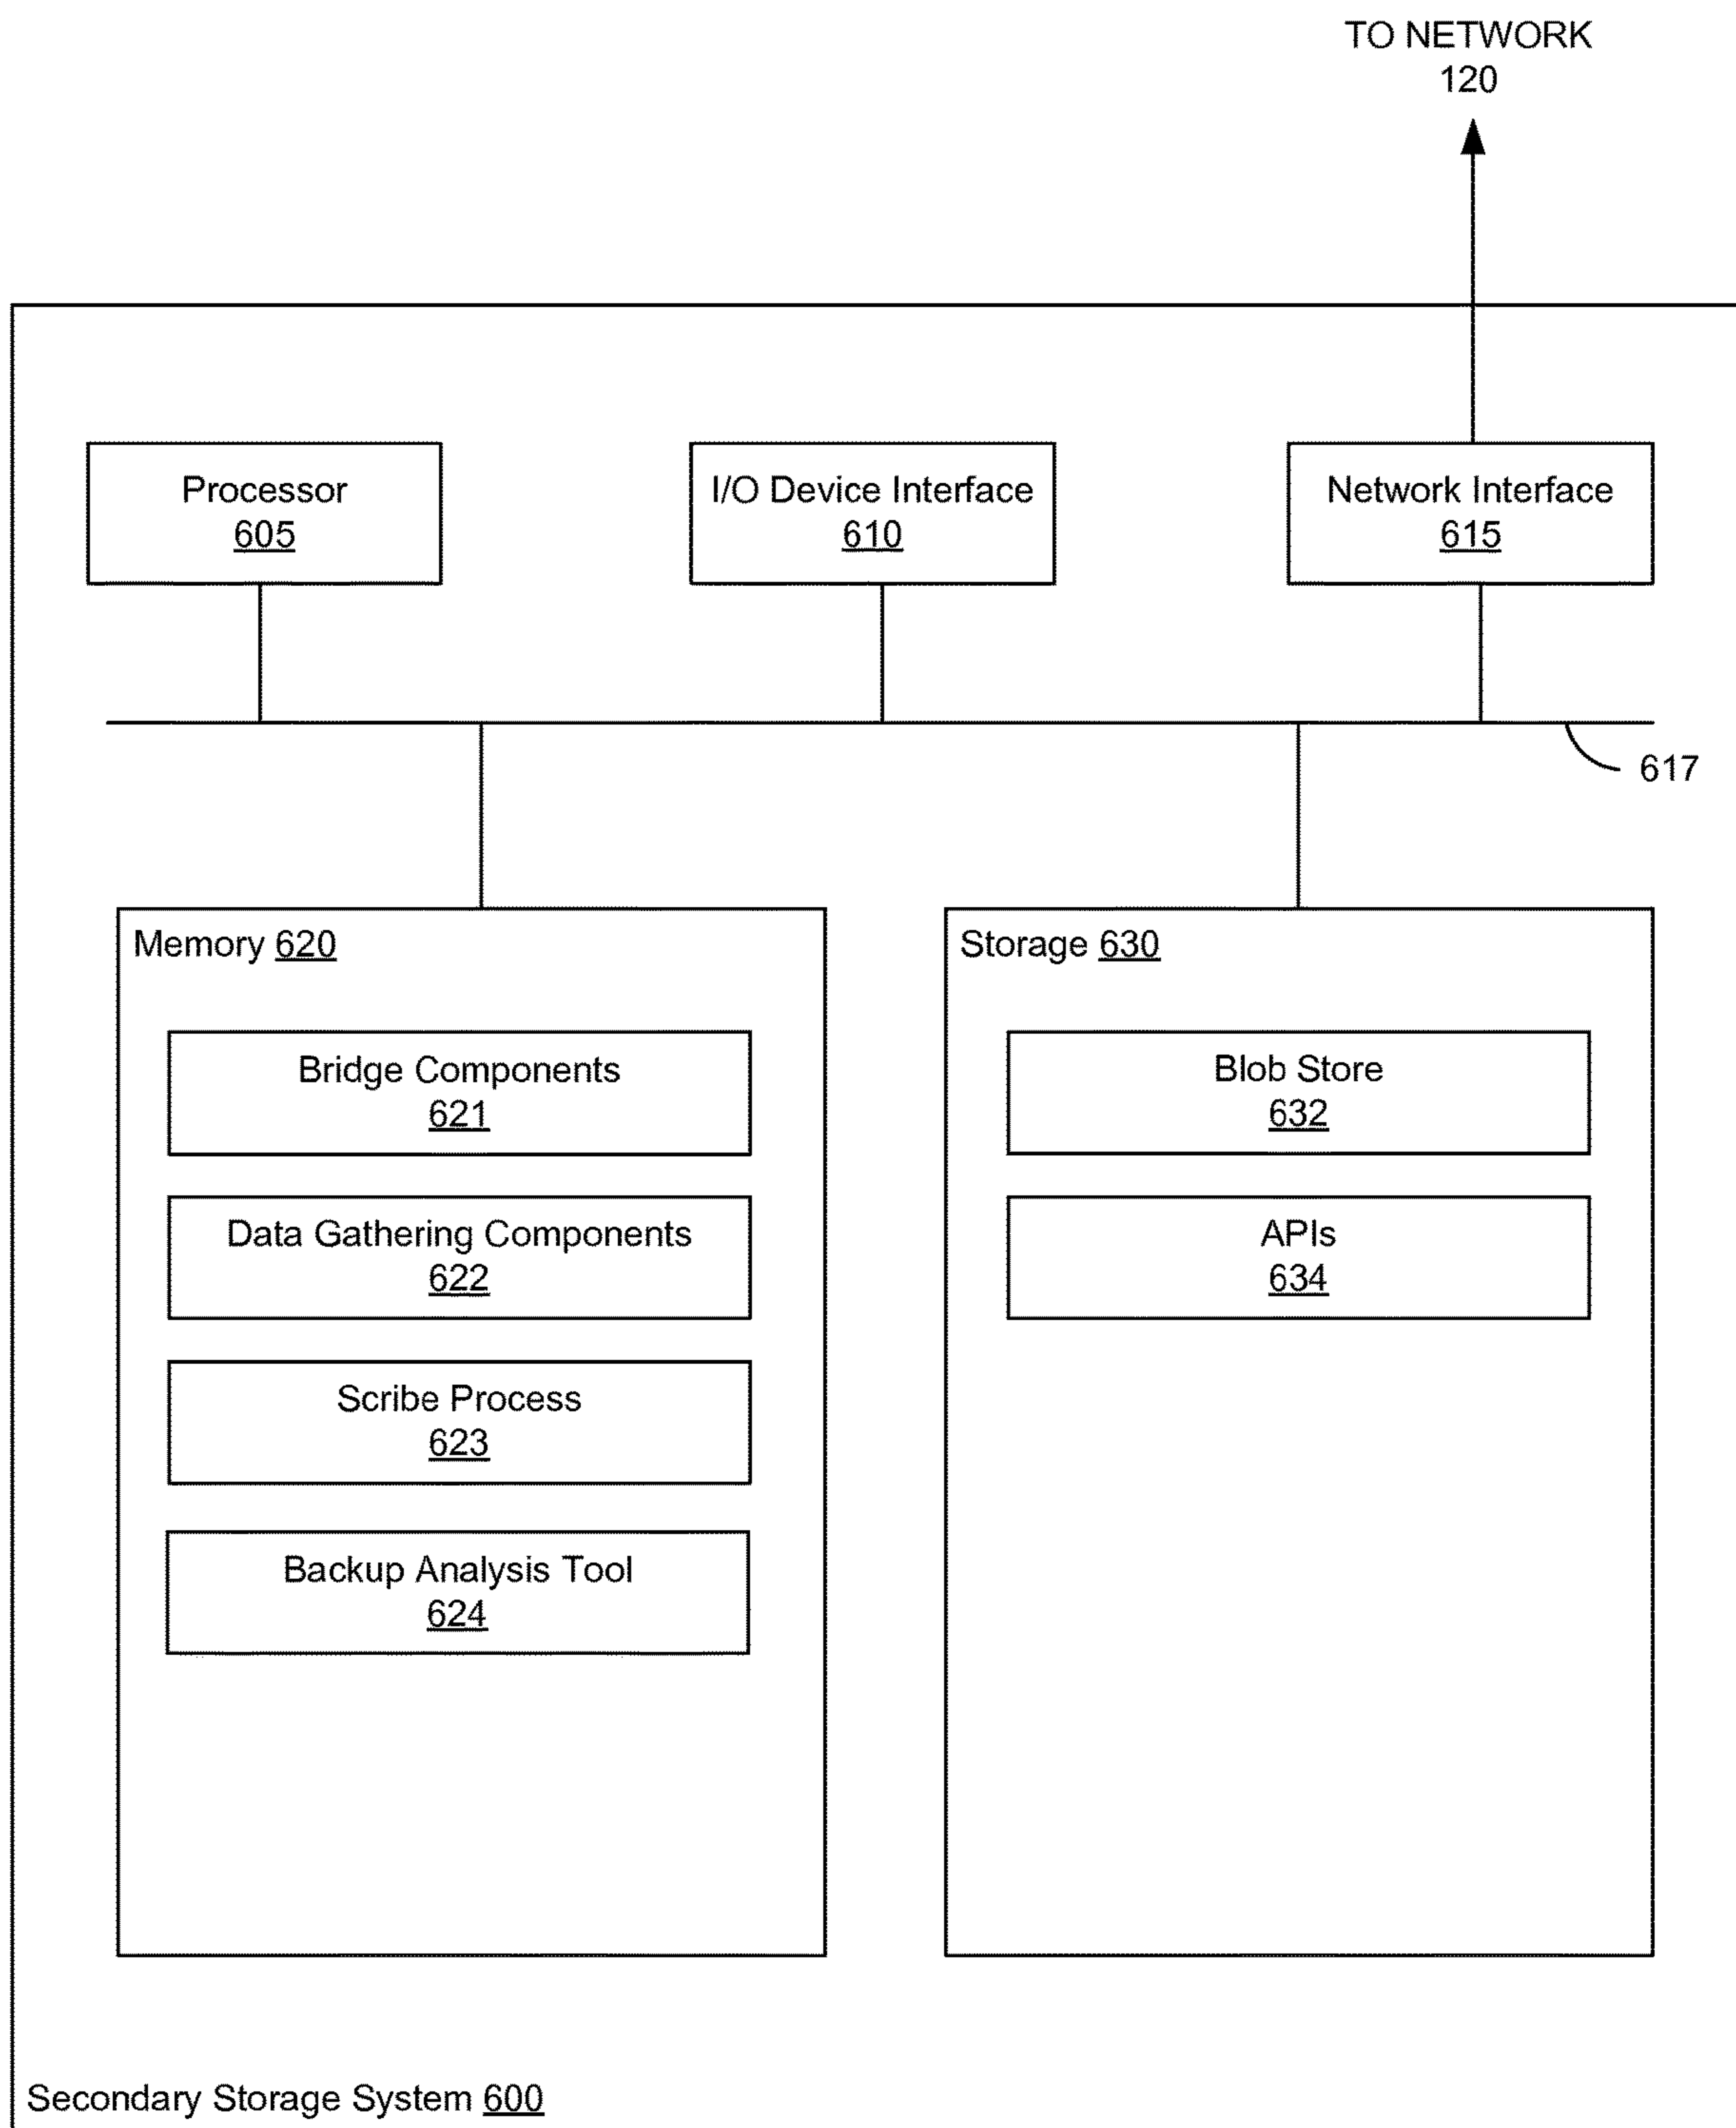 TO NETWORK
120
Processor
605
I/O Device Interface
610
Network Interface
615
617
Memory 620
Bridge Components
621
Data Gathering Components
622
Scribe Process
623
Backup Analysis Tool
624
Storage 630
Blob Store
632
APIs
634
Secondary Storage System 600